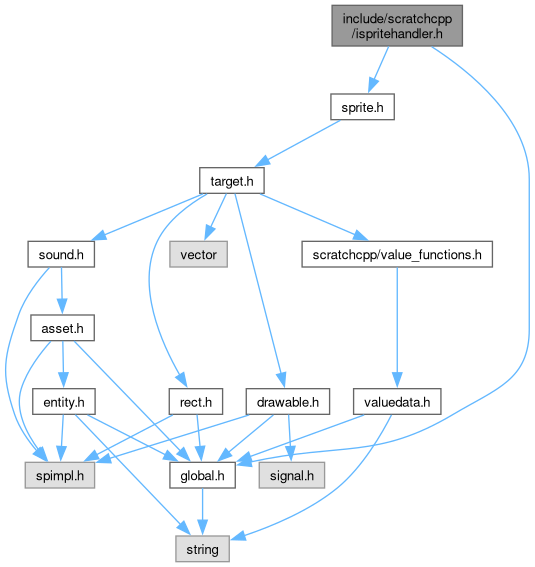 include/scratchcpp
/ispritehandler.h
sprite.h
target.h
sound.h
vector
scratchcpp/value_functions.h
asset.h
entity.h
rect.h
drawable.h
valuedata.h
spimpl.h
global.h
signal.h
string